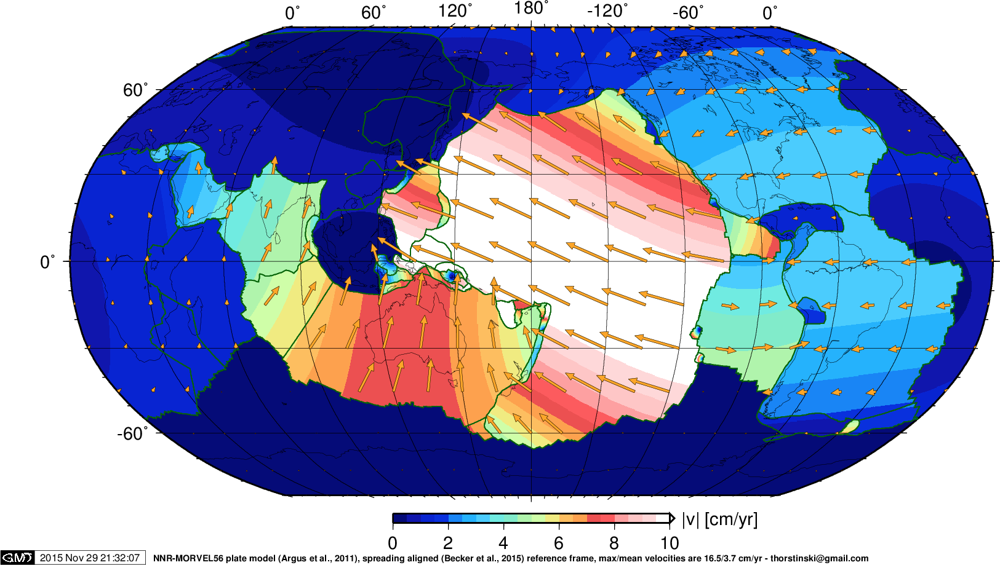 0° 60° 120° 180° -120° -60° 0°
60°
0°
-60°
|v| [cm/yr]
0 2 4 6 8 10
GMT 2015 Nov 29 21:32:07 NNR-MORVEL56 plate model (Argus et al., 2011), spreading aligned (Becker et al., 2015) reference frame, max/mean velocities are 16.5/3.7 cm/yr - thorstinski@gmail.com